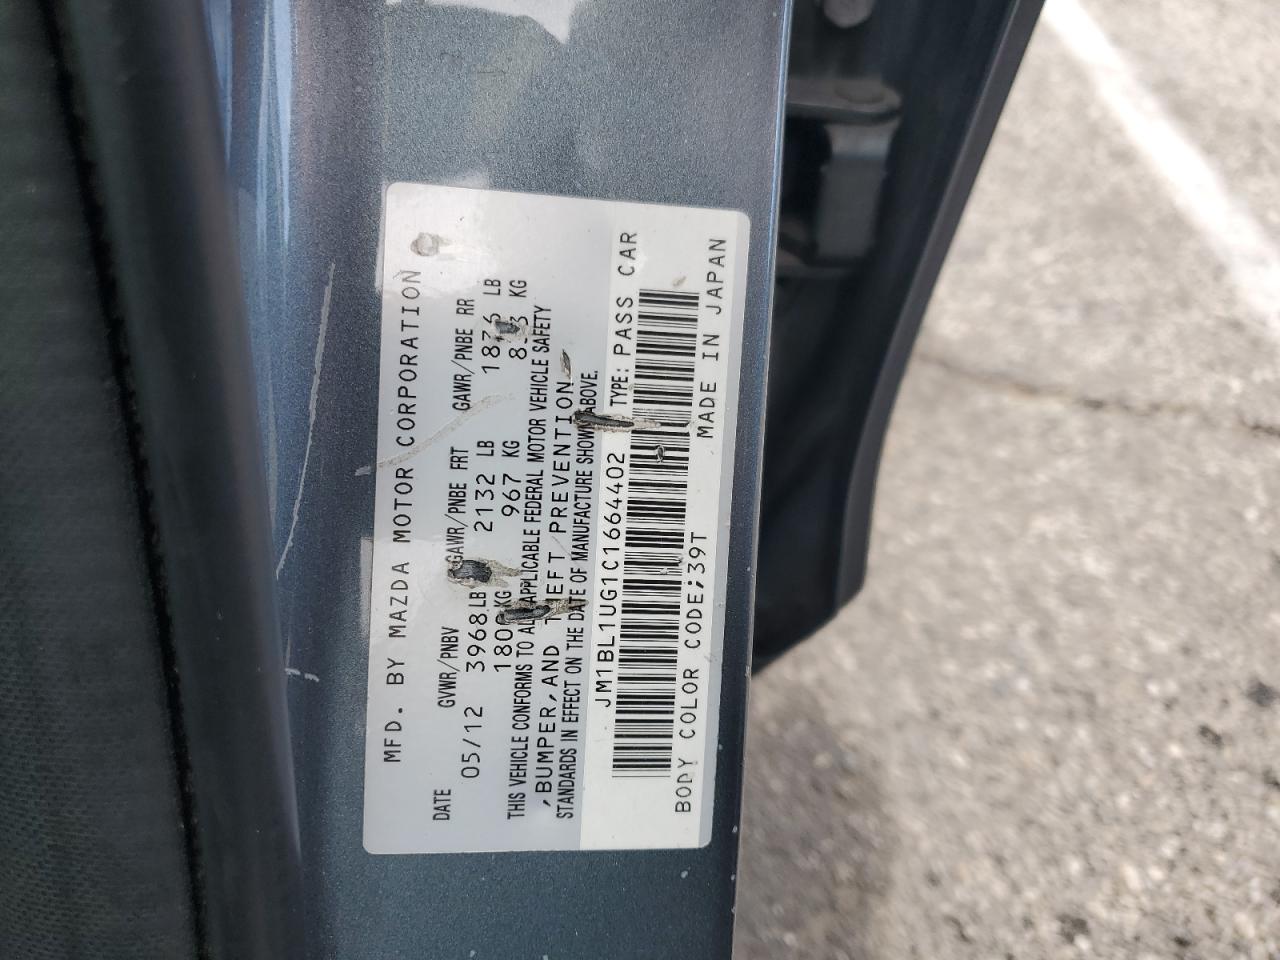 MFD. BY MAZDA MOTOR CORPORATION
DATE GVWR/PNBV GAWR/PNBE FRT GAWR/PNBE RR
05/12 3968 LB 2132 LB LB
KG 967 KG KG
THIS VEHICLE CONFORMS TO ALL APPLICABLE FEDERAL MOTOR VEHICLE SAFETY
,BUMPER,AND THEFT PREVENTION
STANDARDS IN EFFECT ON THE DATE OF MANUFACTURE SHOWN ABOVE.
JM1BL1UG1C1664402 TYPE: PASS CAR
BODY COLOR CODE;39T MADE IN JAPAN